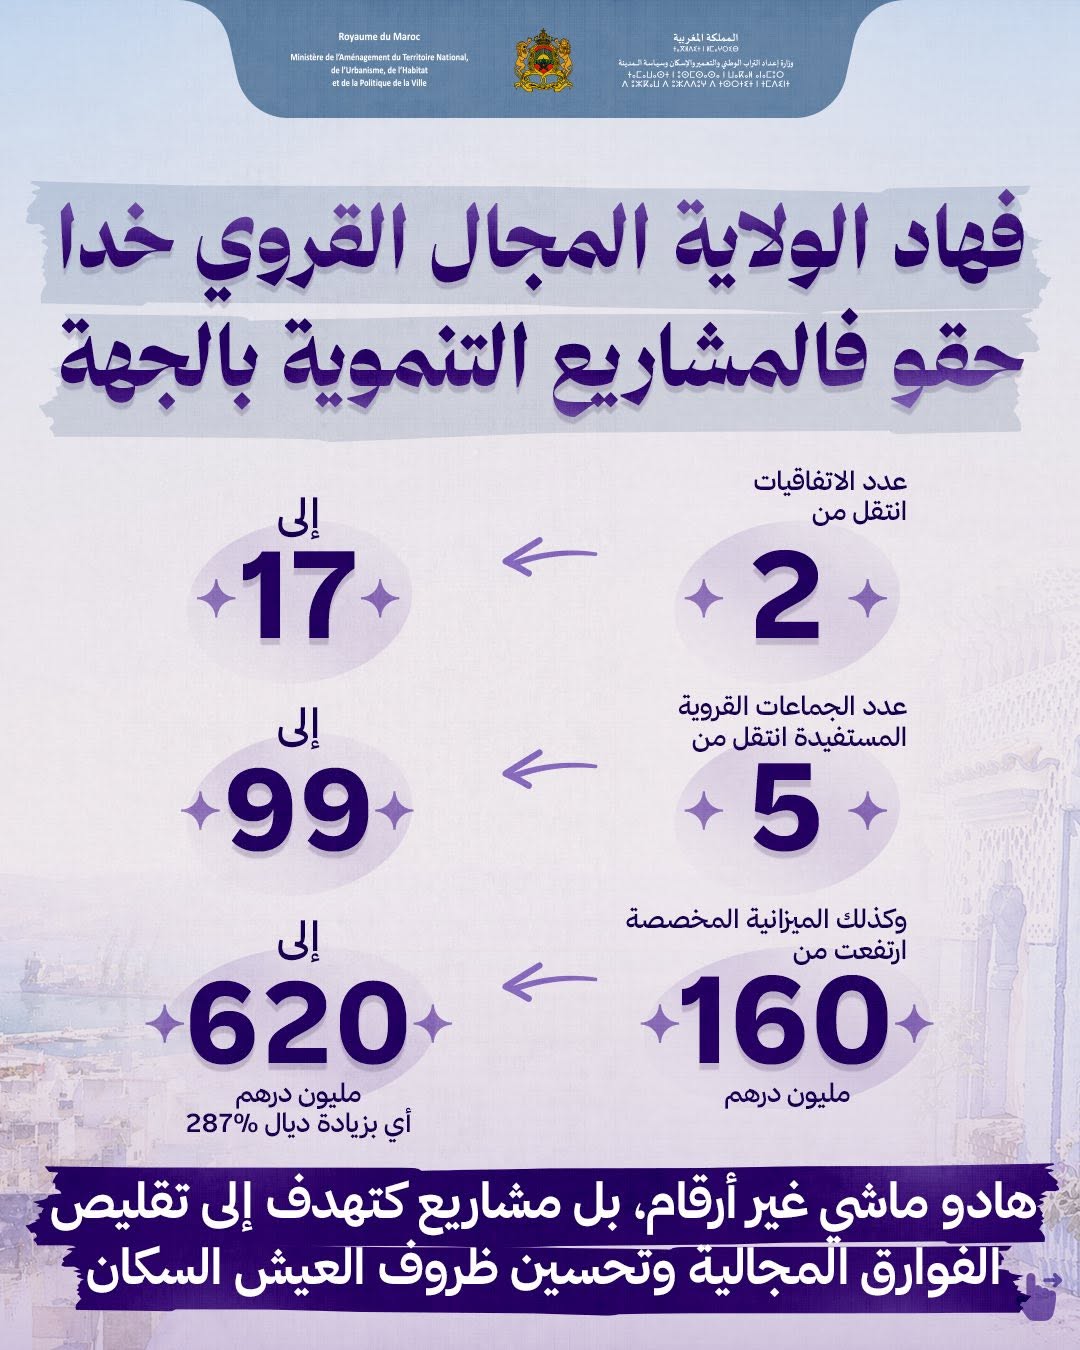 Royaume du Maroc
Ministère de l'Aménagement du Territoire National,
de l'Urbanisme, de l'Habitat
et de la Politique de la Ville
المملكة المغربية
ⵜⴰⴳⵍⴷⵉⵜ ⵏ ⵍⵎⵖⵔⵉⴱ
وزارة إعداد التراب الوطني والتعمير والإسكان وسياسة المدينة
فهاد الولاية المجال القروي خدا
حقو فالمشاريع التنموية بالجهة
عدد الاتفاقيات
انتقل من
2
إلى
17
عدد الجماعات القروية
المستفيدة انتقل من
5
إلى
99
وكذلك الميزانية المخصصة
ارتفعت من
160
مليون درهم
إلى
620
مليون درهم
أي بزيادة ديال 287%
هادو ماشي غير أرقام، بل مشاريع كتهدف إلى تقليص
الفوارق المجالية وتحسين ظروف العيش السكان